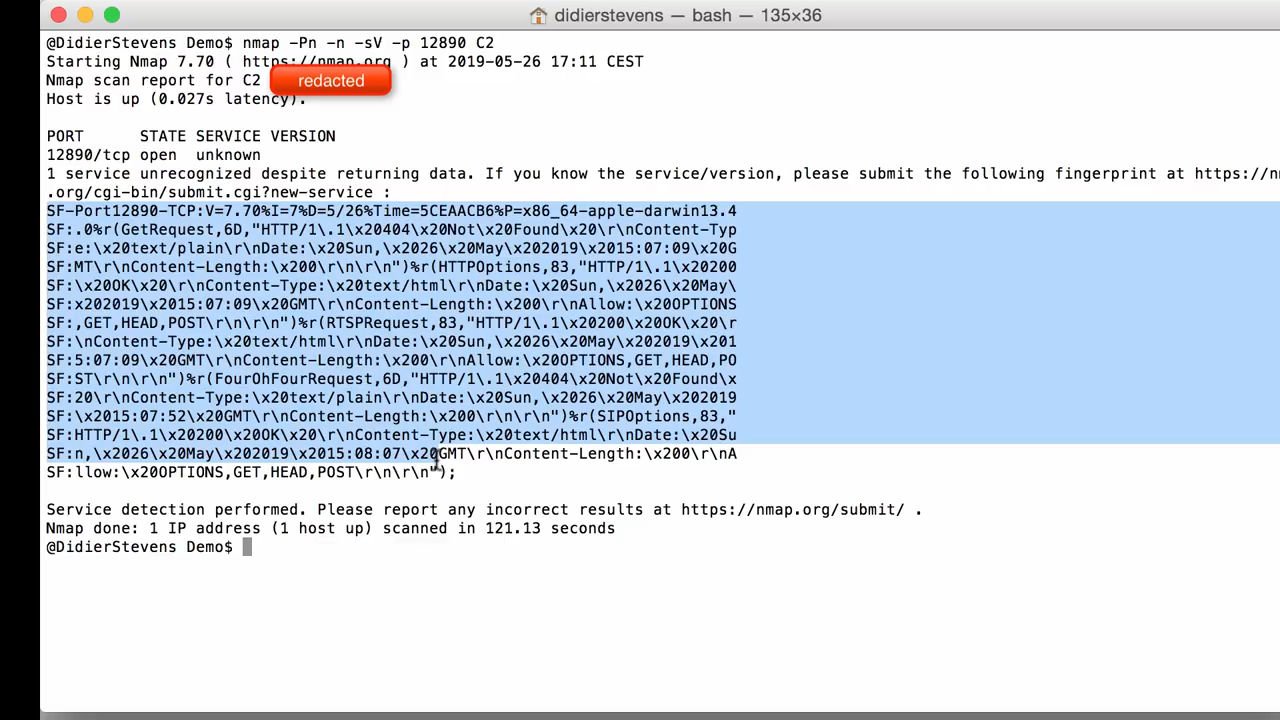 didierstevens — bash — 135×36
@DidierStevens Demo$ nmap -Pn -n -sV -p 12890 C2
Starting Nmap 7.70 ( https://nmap.org ) at 2019-05-26 17:11 CEST
Nmap scan report for C2 redacted
Host is up (0.027s latency).
PORT      STATE SERVICE VERSION
12890/tcp open  unknown
1 service unrecognized despite returning data. If you know the service/version, please submit the following fingerprint at https://nm
.org/cgi-bin/submit.cgi?new-service :
SF-Port12890-TCP:V=7.70%I=7%D=5/26%Time=5CEAACB6%P=x86_64-apple-darwin13.4
SF:.0%r(GetRequest,6D,"HTTP/1\.1\x20404\x20Not\x20Found\x20\r\nContent-Typ
SF:e:\x20text/plain\r\nDate:\x20Sun,\x2026\x20May\x202019\x2015:07:09\x20G
SF:MT\r\nContent-Length:\x200\r\n\r\n")%r(HTTPOptions,83,"HTTP/1\.1\x20200
SF:\x20OK\x20\r\nContent-Type:\x20text/html\r\nDate:\x20Sun,\x2026\x20May\
SF:x202019\x2015:07:09\x20GMT\r\nContent-Length:\x200\r\nAllow:\x20OPTIONS
SF:,GET,HEAD,POST\r\n\r\n")%r(RTSPRequest,83,"HTTP/1\.1\x20200\x20OK\x20\r
SF:\nContent-Type:\x20text/html\r\nDate:\x20Sun,\x2026\x20May\x202019\x201
SF:5:07:09\x20GMT\r\nContent-Length:\x200\r\nAllow:\x20OPTIONS,GET,HEAD,PO
SF:ST\r\n\r\n")%r(FourOhFourRequest,6D,"HTTP/1\.1\x20404\x20Not\x20Found\x
SF:20\r\nContent-Type:\x20text/plain\r\nDate:\x20Sun,\x2026\x20May\x202019
SF:\x2015:07:52\x20GMT\r\nContent-Length:\x200\r\n\r\n")%r(SIPOptions,83,"
SF:HTTP/1\.1\x20200\x20OK\x20\r\nContent-Type:\x20text/html\r\nDate:\x20Su
SF:n,\x2026\x20May\x202019\x2015:08:07\x20GMT\r\nContent-Length:\x200\r\nA
SF:llow:\x20OPTIONS,GET,HEAD,POST\r\n\r\n");
Service detection performed. Please report any incorrect results at https://nmap.org/submit/ .
Nmap done: 1 IP address (1 host up) scanned in 121.13 seconds
@DidierStevens Demo$